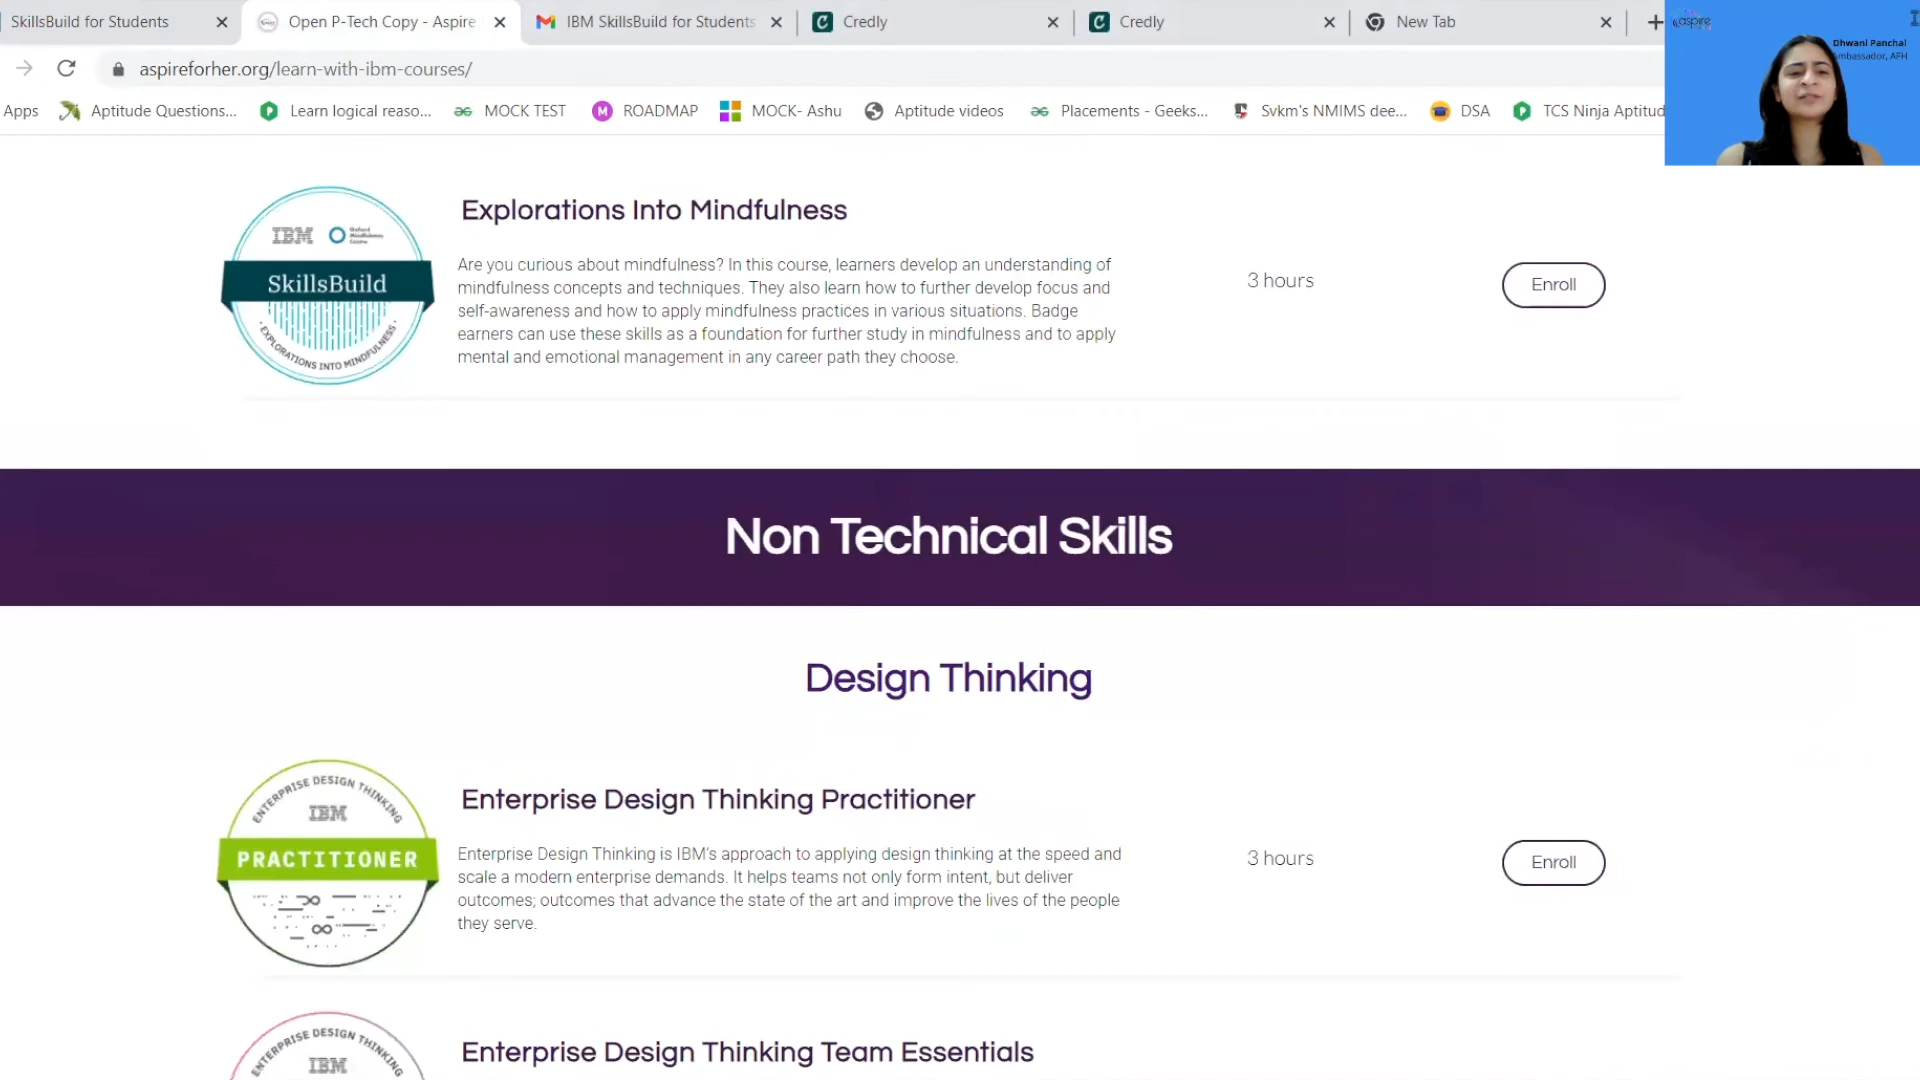 SkillsBuild for Students
Open P-Tech Copy - Aspire
IBM SkillsBuild for Students
Credly
Credly
New Tab
aspireforher.org/learn-with-ibm-courses/
Apps
Aptitude Questions...
Learn logical reaso...
MOCK TEST
ROADMAP
MOCK- Ashu
Aptitude videos
Placements - Geeks...
Svkm's NMIMS dee...
DSA
TCS Ninja Aptitud
aspire
Dhwani Panchal
mbassador, AFH
Explorations Into Mindfulness
IBM
SkillsBuild
EXPLORATIONS INTO MINDFULNESS
Are you curious about mindfulness? In this course, learners develop an understanding of
mindfulness concepts and techniques. They also learn how to further develop focus and
self-awareness and how to apply mindfulness practices in various situations. Badge
earners can use these skills as a foundation for further study in mindfulness and to apply
mental and emotional management in any career path they choose.
3 hours
Enroll
Non Technical Skills
Design Thinking
ENTERPRISE DESIGN THINKING
IBM
PRACTITIONER
Enterprise Design Thinking Practitioner
Enterprise Design Thinking is IBM's approach to applying design thinking at the speed and
scale a modern enterprise demands. It helps teams not only form intent, but deliver
outcomes; outcomes that advance the state of the art and improve the lives of the people
they serve.
3 hours
Enroll
ENTERPRISE DESIGN THINKING
IBM
Enterprise Design Thinking Team Essentials